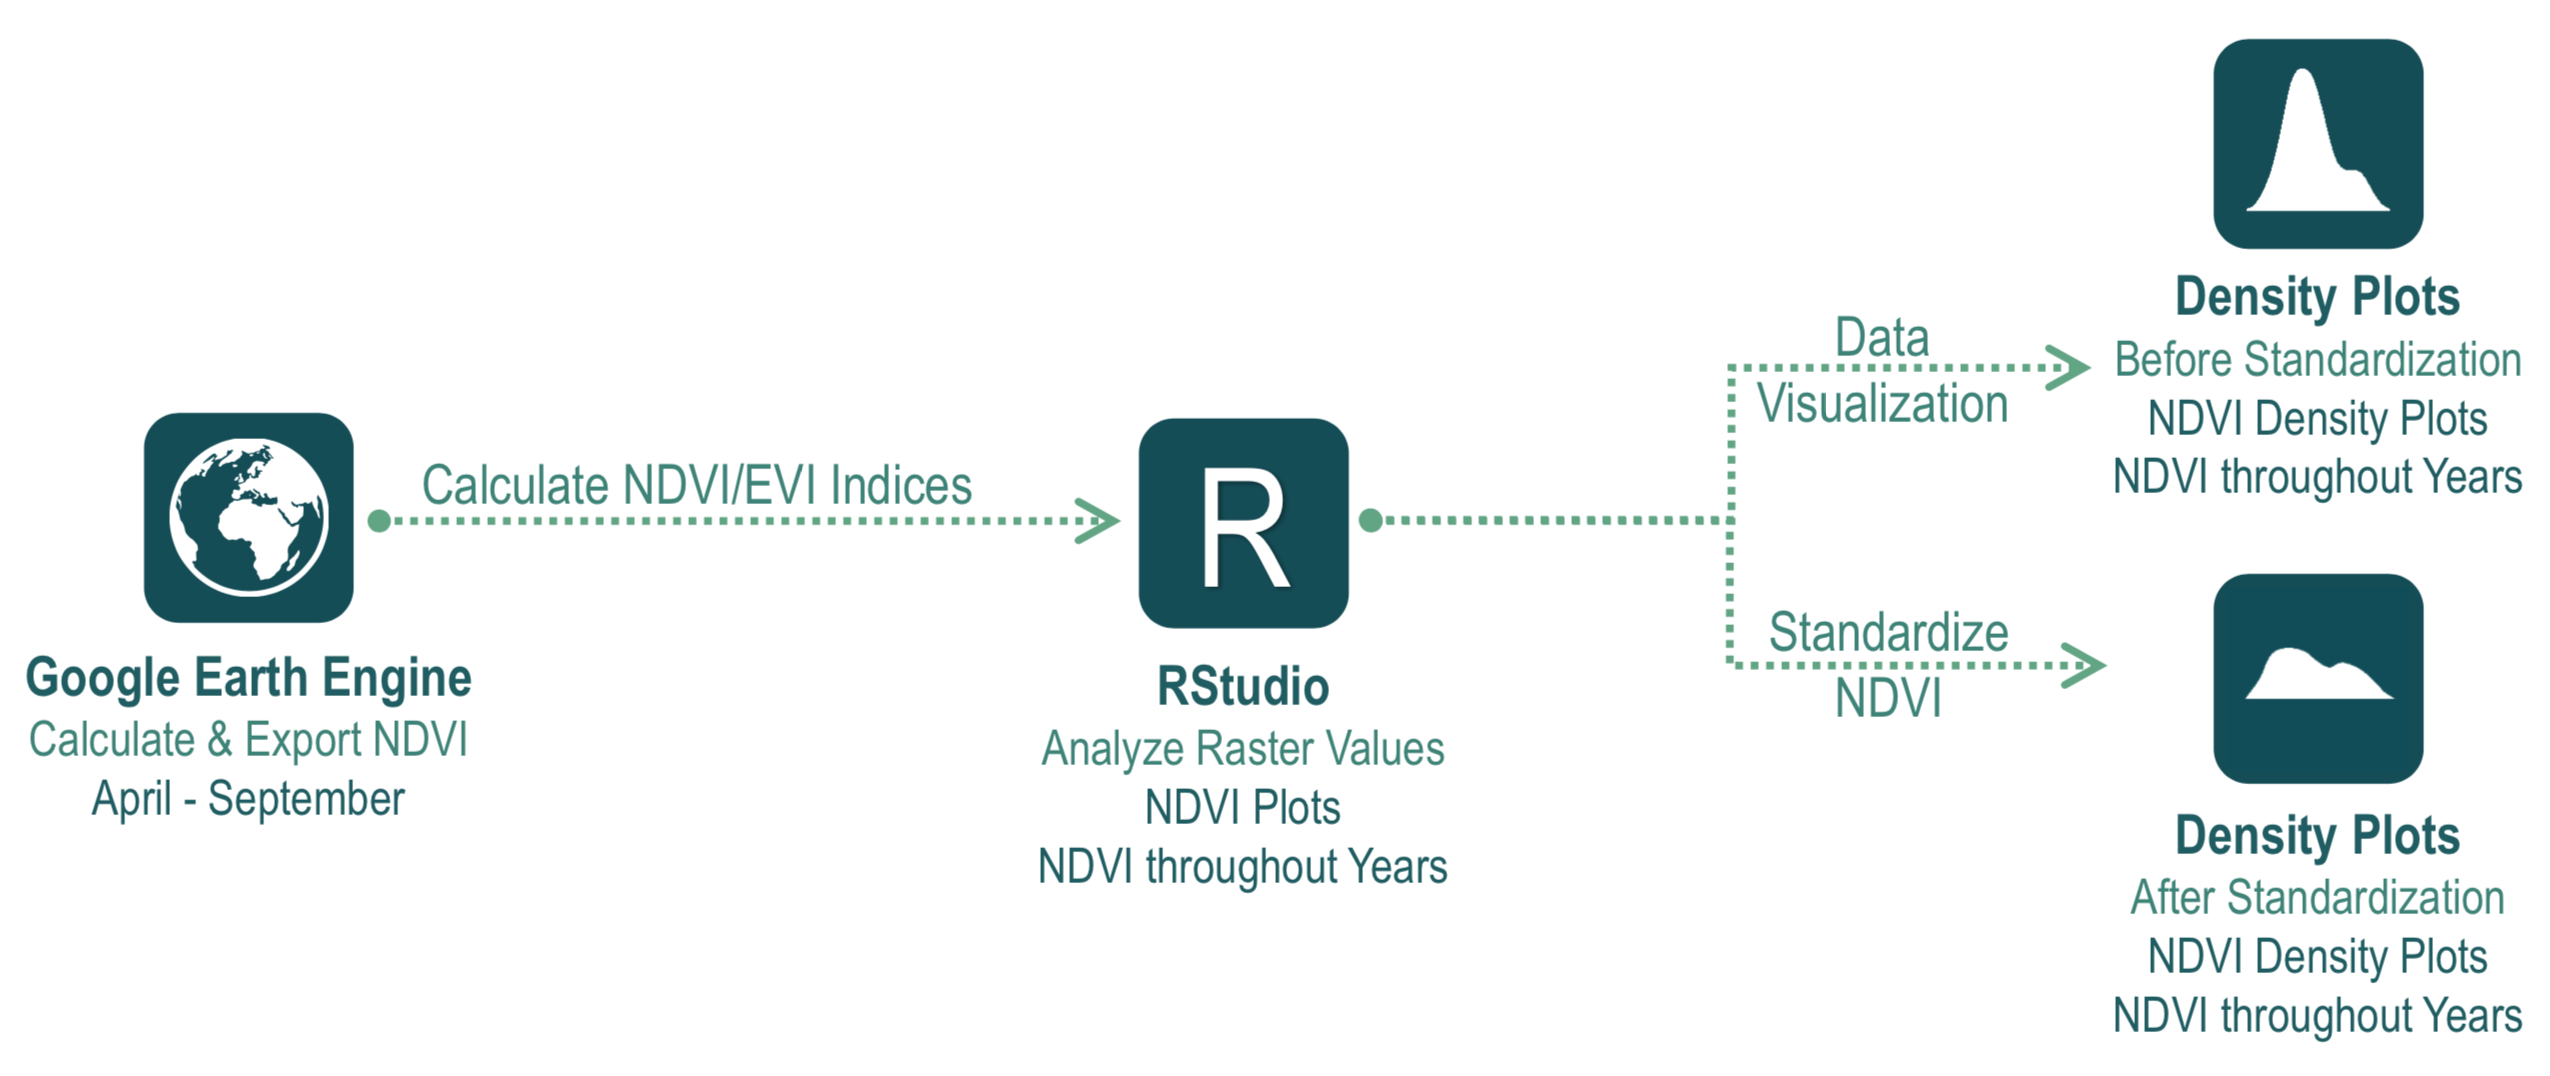 Google Earth Engine
Calculate & Export NDVI
April - September
Calculate NDVI/EVI Indices
R
RStudio
Analyze Raster Values
NDVI Plots
NDVI throughout Years
Data
Visualization
Density Plots
Before Standardization
NDVI Density Plots
NDVI throughout Years
Standardize
NDVI
Density Plots
After Standardization
NDVI Density Plots
NDVI throughout Years